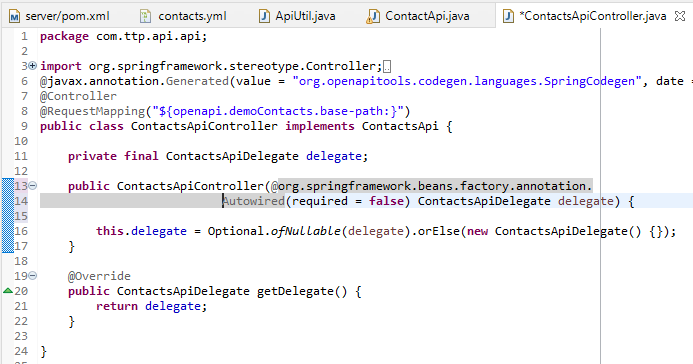 server/pom.xml contacts.yml ApiUtil.java ContactApi.java *ContactsApiController.java
1 package com.ttp.api.api;
2
3 import org.springframework.stereotype.Controller;
6 @javax.annotation.Generated(value = "org.openapitools.codegen.languages.SpringCodegen", date =
7 @Controller
8 @RequestMapping("${openapi.demoContacts.base-path:}")
9 public class ContactsApiController implements ContactsApi {
10
11 private final ContactsApiDelegate delegate;
12
13 public ContactsApiController(@org.springframework.beans.factory.annotation.
14 Autowired(required = false) ContactsApiDelegate delegate) {
15
16 this.delegate = Optional.ofNullable(delegate).orElse(new ContactsApiDelegate() {});
17 }
18
19 @Override
20 public ContactsApiDelegate getDelegate() {
21 return delegate;
22 }
23
24 }